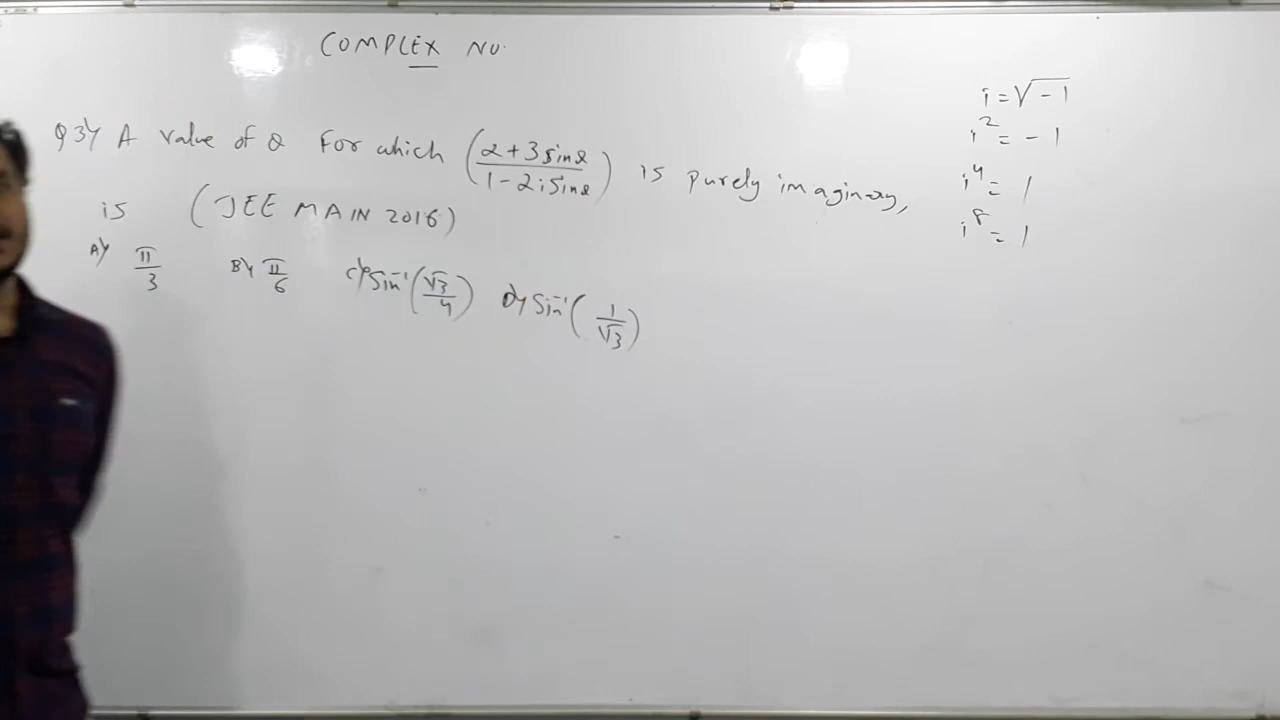 COMPLEX NO.
Q3) A value of θ for which (2+3sinθ / 1-2isinθ) is purely imaginary,
is (JEE MAIN 2016)
A) π/3 B) π/6 C) Sin⁻¹(√3/4) D) Sin⁻¹(1/√3)
i=√-1
i²=-1
i⁴=1
i⁸=1